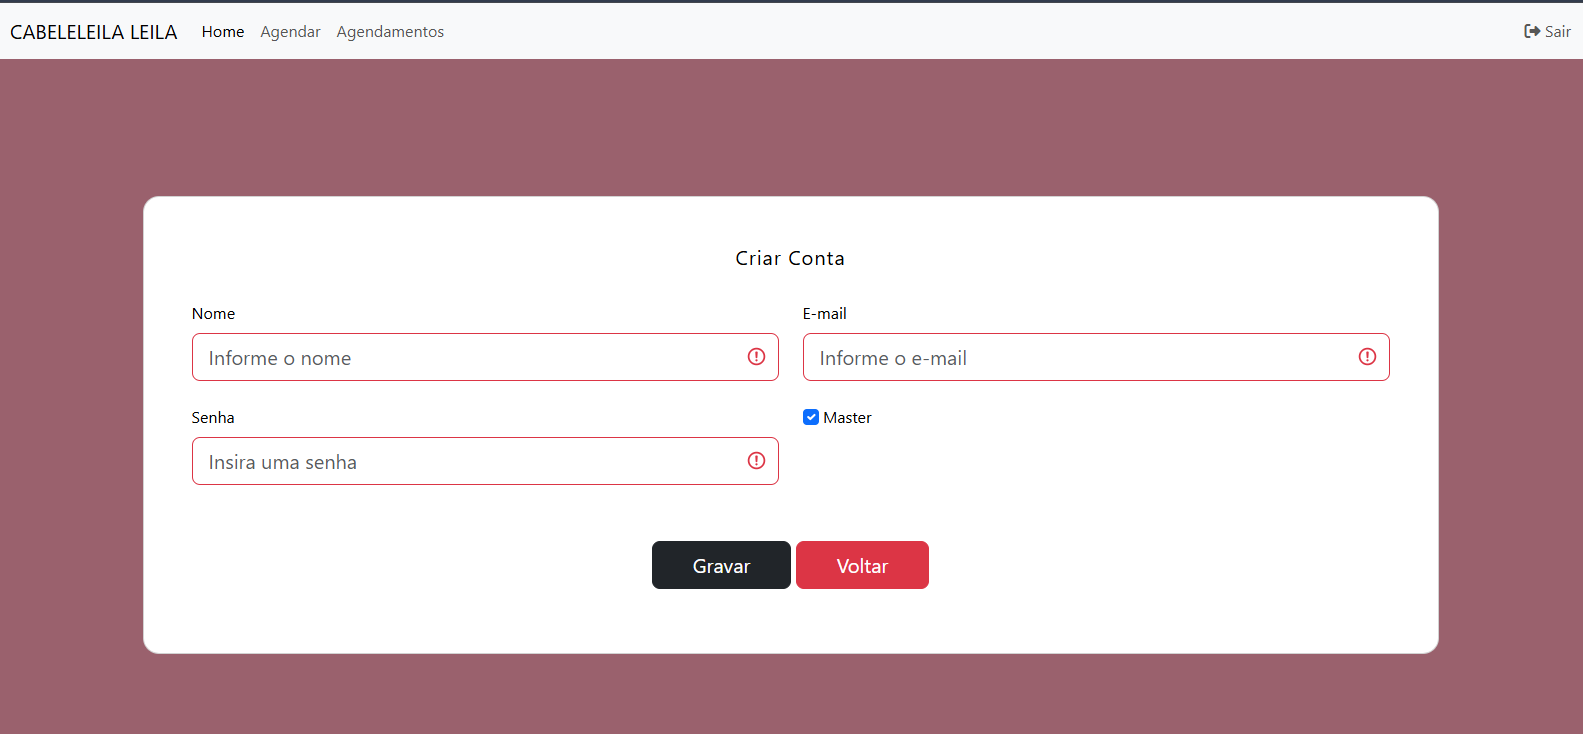 CABELELEILA LEILA Home Agendar Agendamentos Sair
Criar Conta
Nome E-mail
Informe o nome Informe o e-mail
Senha Master
Insira uma senha
Gravar Voltar